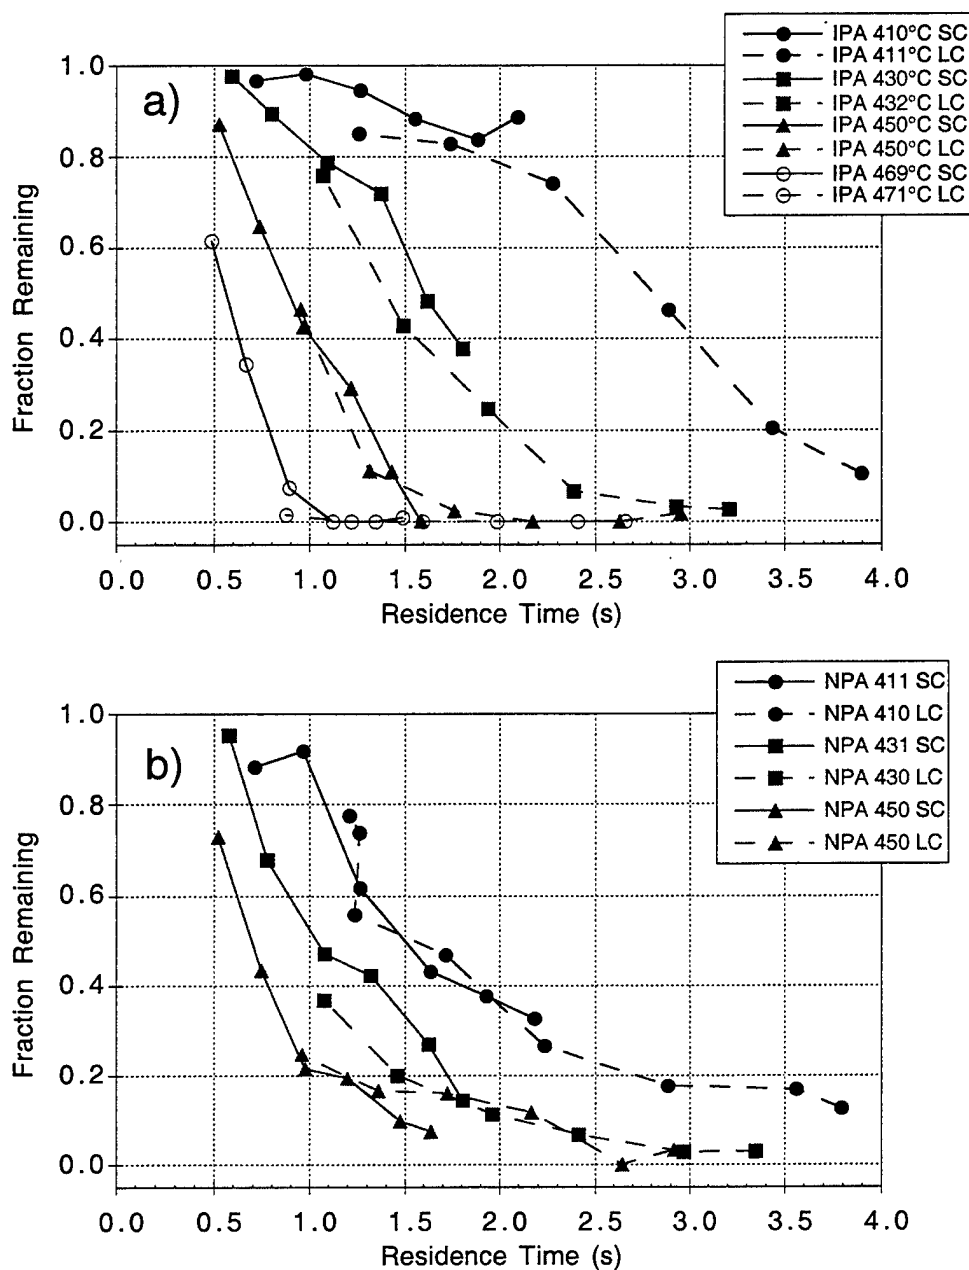 IPA 410°C SC
IPA 411°C LC
IPA 430°C SC
IPA 432°C LC
IPA 450°C SC
IPA 450°C LC
IPA 469°C SC
IPA 471°C LC
a)
1.0
0.8
0.6
0.4
0.2
0.0
Fraction Remaining
0.0 0.5 1.0 1.5 2.0 2.5 3.0 3.5 4.0
Residence Time (s)
NPA 411 SC
NPA 410 LC
NPA 431 SC
NPA 430 LC
NPA 450 SC
NPA 450 LC
b)
1.0
0.8
0.6
0.4
0.2
0.0
Fraction Remaining
0.0 0.5 1.0 1.5 2.0 2.5 3.0 3.5 4.0
Residence Time (s)